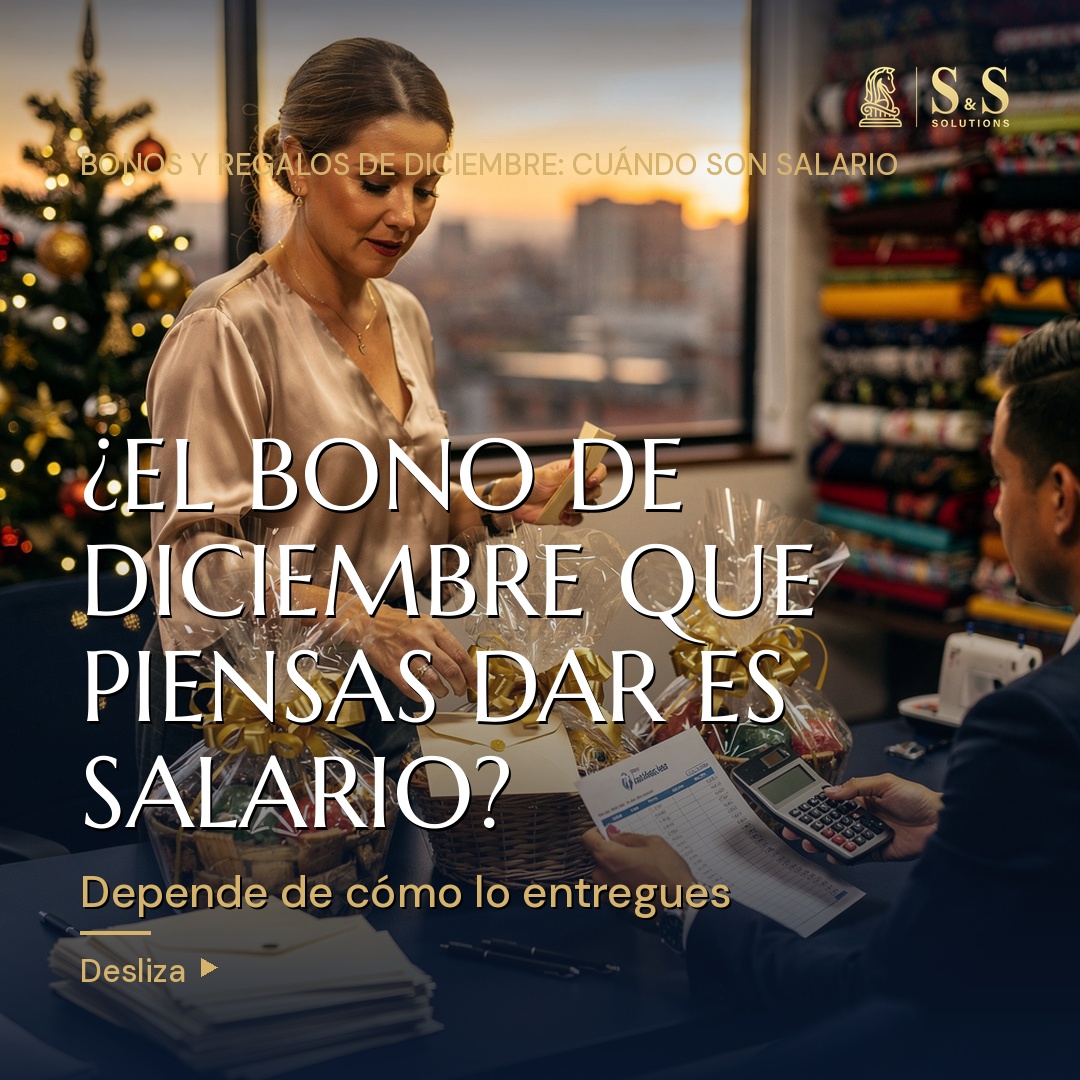 S&S
SOLUTIONS
BONOS Y REGALOS DE DICIEMBRE: CUÁNDO SON SALARIO
¿EL BONO DE
DICIEMBRE QUE
PIENSAS DAR ES
SALARIO?
Depende de cómo lo entregues
Desliza